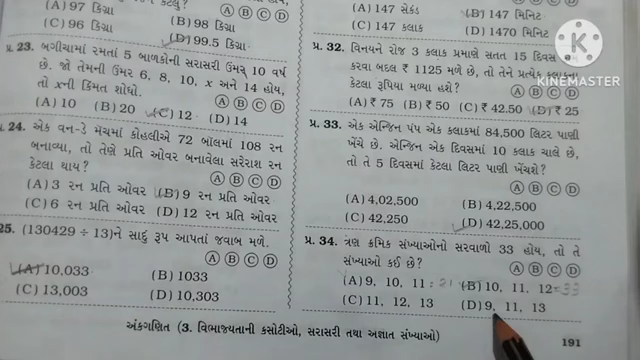 (A) 97 કિગ્રા (B) 98 કિગ્રા
(C) 96 કિગ્રા (D) 99.5 કિગ્રા
પ્ર. 23. બગીચામાં રમતાં 5 બાળકોની સરાસરી ઉંમર 10 વર્ષ
છે. જો તેમની ઉંમર 6, 8, 10, x અને 14 હોય,
તો xની કિંમત શોધો. A B C D
(A) 10 (B) 20 (C) 12 (D) 14
24. એક વન-ડે મૅચમાં કોહલીએ 72 બૉલમાં 108 રન
બનાવ્યા, તો તેણે પ્રતિ ઓવર બનાવેલા સરેરાશ રન
કેટલા થાય? A B C D
(A) 3 રન પ્રતિ ઓવર (B) 9 રન પ્રતિ ઓવર
(C) 6 રન પ્રતિ ઓવર (D) 12 રન પ્રતિ ઓવર
25. (130429 ÷ 13)ને સાદું રૂપ આપતાં જવાબ મળે.
A B C D
(A) 10,033 (B) 1033
(C) 13,003 (D) 10,303
(A) 147 સેકંડ (B) 147 મિનિટ
(C) 147 કલાક (D) 1470 મિનિટ
પ્ર. 32. વિનયને રોજ 3 કલાક પ્રમાણે સતત 15 દિવસ
કરવા બદલ ₹ 1125 મળે છે, તો તેને પ્રત્યેક કલાકના
કેટલા રૂપિયા મળ્યા હશે? A B C D
(A) ₹ 75 (B) ₹ 50 (C) ₹ 42.50 (D) ₹ 25
પ્ર. 33. એક એન્જિન પંપ એક કલાકમાં 84,500 લિટર પાણી
ખેંચે છે. એન્જિન એક દિવસમાં 10 કલાક ચાલે છે,
તો તે 5 દિવસમાં કેટલા લિટર પાણી ખેંચશે?
A B C D
(A) 4,02,500 (B) 4,22,500
(C) 42,250 (D) 42,25,000
પ્ર. 34. ત્રણ ક્રમિક સંખ્યાઓનો સરવાળો 33 હોય, તો તે
સંખ્યાઓ કઈ છે? A B C D
(A) 9, 10, 11 (B) 10, 11, 12 = 33
(C) 11, 12, 13 (D) 9, 11, 13
અંકગણિત (3. વિભાજ્યતાની કસોટીઓ, સરાસરી તથા અજ્ઞાત સંખ્યાઓ) 191
KINEMASTER